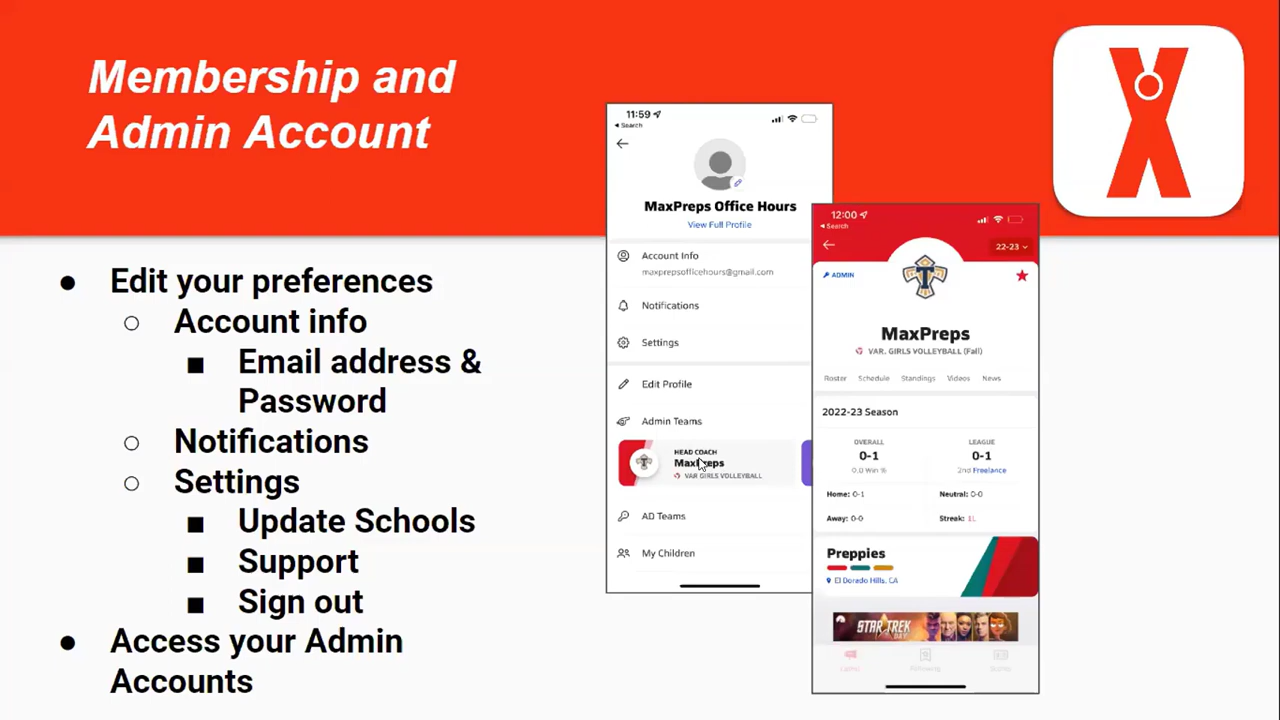 Membership and
Admin Account
● Edit your preferences
○ Account info
■ Email address &
Password
○ Notifications
○ Settings
■ Update Schools
■ Support
■ Sign out
● Access your Admin
Accounts
11:59
Search
MaxPreps Office Hours
View Full Profile
Account Info
maxprepsofficehours@gmail.com
Notifications
Settings
Edit Profile
Admin Teams
HEAD COACH
MaxPreps
VAR GIRLS VOLLEYBALL
AD Teams
My Children
12:00
Search
22-23
ADMIN
MaxPreps
VAR. GIRLS VOLLEYBALL (Fall)
Roster Schedule Standings Videos News
2022-23 Season
OVERALL LEAGUE
0-1 0-1
0.0 Win % 2nd Freelance
Home: 0-1 Neutral: 0-0
Away: 0-0 Streak: 1L
Preppies
El Dorado Hills, CA
STAR TREK
DAY
Following